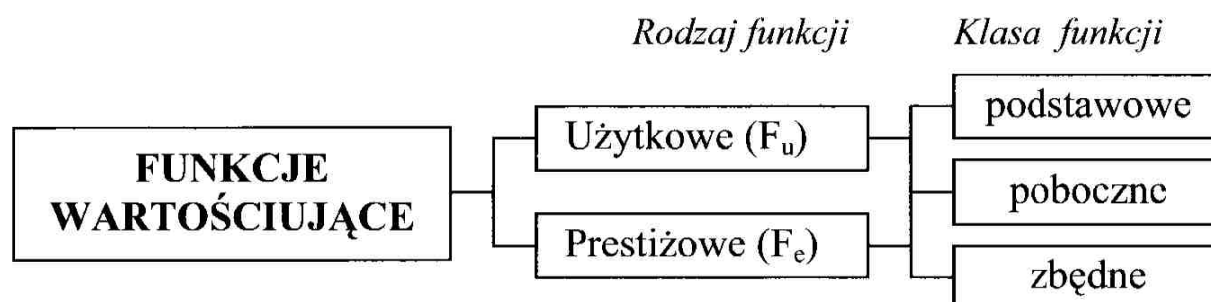 Rodzaj funkcji
Klasa funkcji
FUNKCJE
WARTOŚCIUJĄCE
Użytkowe (Fᵤ)
Prestiżowe (Fₑ)
podstawowe
poboczne
zbędne